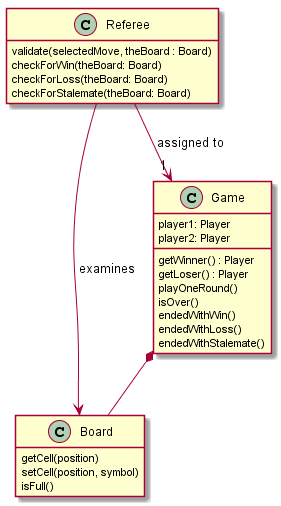 C Referee
validate(selectedMove, theBoard : Board)
checkForWin(theBoard: Board)
checkForLoss(theBoard: Board)
checkForStalemate(theBoard: Board)
assigned to
1
C Game
player1: Player
player2: Player
getWinner() : Player
getLoser() : Player
playOneRound()
isOver()
endedWithWin()
endedWithLoss()
endedWithStalemate()
examines
C Board
getCell(position)
setCell(position, symbol)
isFull()